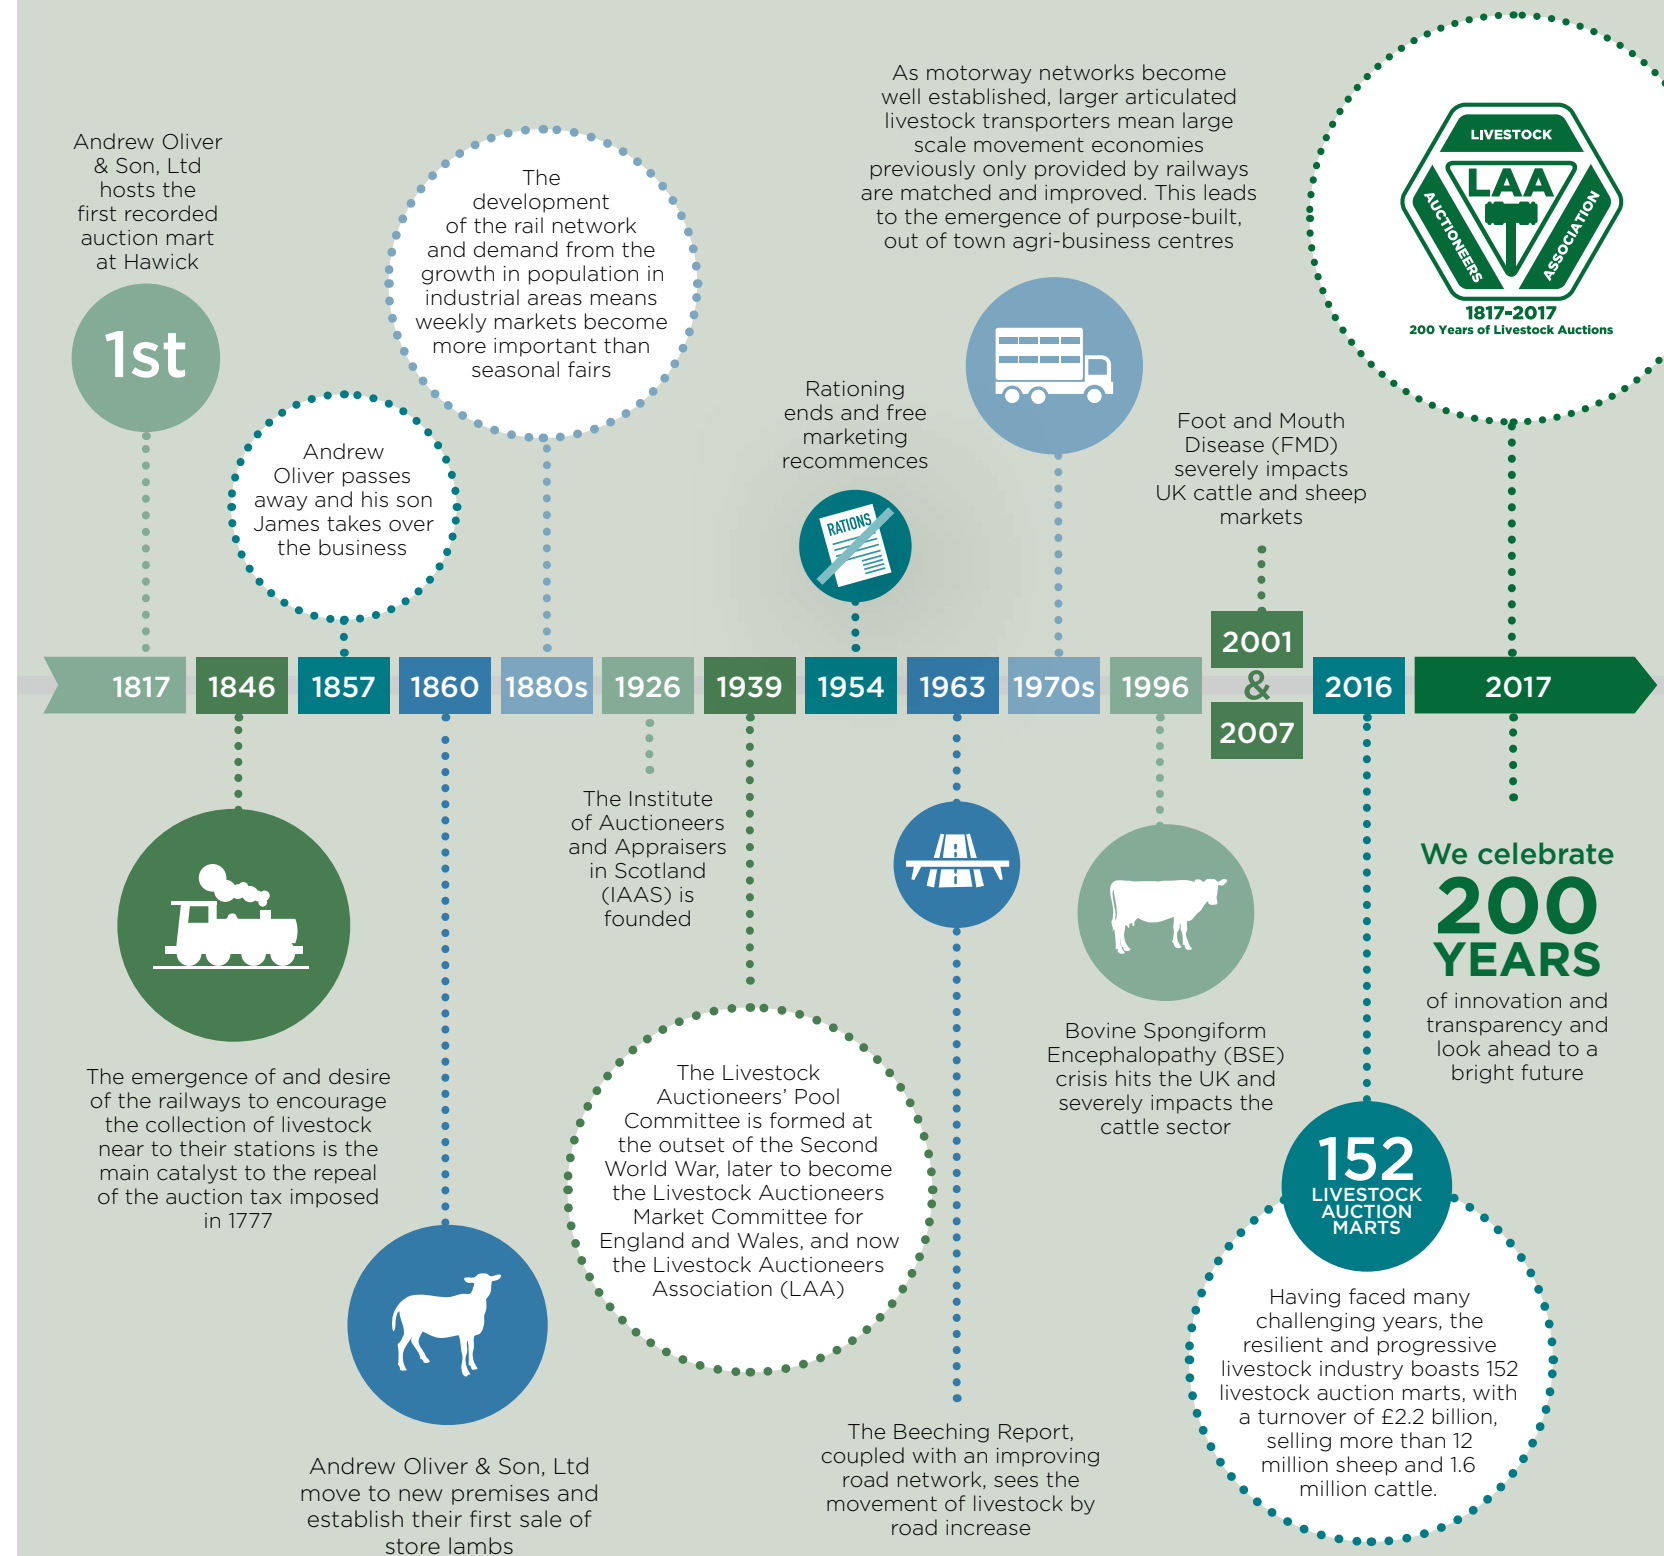 Andrew Oliver
& Son, Ltd
hosts the
first recorded
auction mart
at Hawick
1st
Andrew
Oliver passes
away and his son
James takes over
the business
The
development
of the rail network
and demand from the
growth in population in
industrial areas means
weekly markets become
more important than
seasonal fairs
Rationing
ends and free
marketing
recommences
RATIONS
As motorway networks become
well established, larger articulated
livestock transporters mean large
scale movement economies
previously only provided by railways
are matched and improved. This leads
to the emergence of purpose-built,
out of town agri-business centres
Foot and Mouth
Disease (FMD)
severely impacts
UK cattle and sheep
markets
LIVESTOCK
AUCTIONEERS
ASSOCIATION
LAA
1817-2017
200 Years of Livestock Auctions
1817
1846
1857
1860
1880s
1926
1939
1954
1963
1970s
1996
2001
&
2007
2016
2017
The emergence of and desire
of the railways to encourage
the collection of livestock
near to their stations is the
main catalyst to the repeal
of the auction tax imposed
in 1777
Andrew Oliver & Son, Ltd
move to new premises and
establish their first sale of
store lambs
The Institute
of Auctioneers
and Appraisers
in Scotland
(IAAS) is
founded
The Livestock
Auctioneers’ Pool
Committee is formed at
the outset of the Second
World War, later to become
the Livestock Auctioneers
Market Committee for
England and Wales, and now
the Livestock Auctioneers
Association (LAA)
The Beeching Report,
coupled with an improving
road network, sees the
movement of livestock by
road increase
Bovine Spongiform
Encephalopathy (BSE)
crisis hits the UK and
severely impacts the
cattle sector
152
LIVESTOCK
AUCTION
MARTS
Having faced many
challenging years, the
resilient and progressive
livestock industry boasts 152
livestock auction marts, with
a turnover of £2.2 billion,
selling more than 12
million sheep and 1.6
million cattle.
We celebrate
200
YEARS
of innovation and
transparency and
look ahead to a
bright future